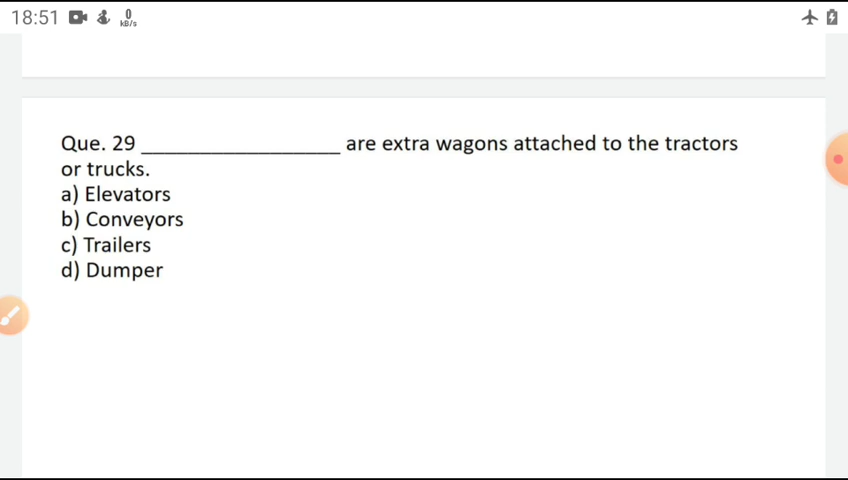 18:51 0 kB/s
Que. 29 _________________ are extra wagons attached to the tractors
or trucks.
a) Elevators
b) Conveyors
c) Trailers
d) Dumper